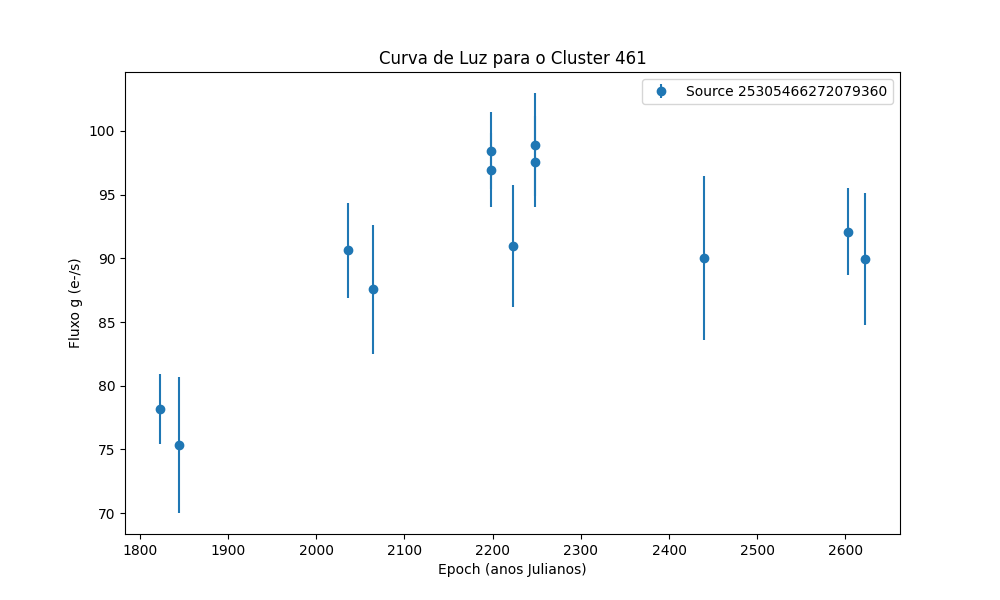 Curva de Luz para o Cluster 461
Source 25305466272079360
Fluxo g (e-/s)
100
95
90
85
80
75
70
1800 1900 2000 2100 2200 2300 2400 2500 2600
Epoch (anos Julianos)